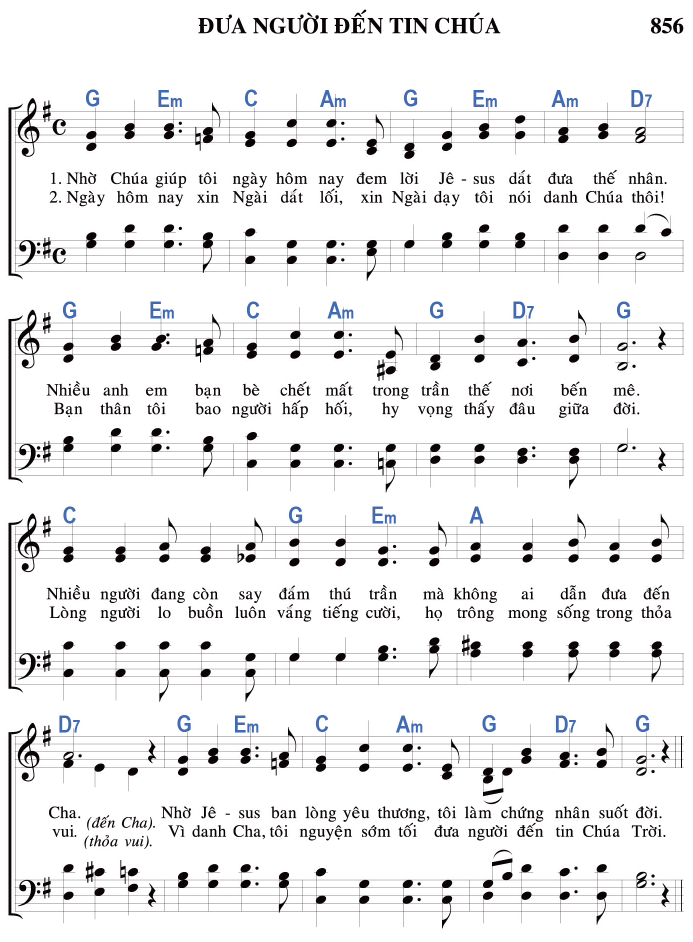 ĐƯA NGƯỜI ĐẾN TIN CHÚA 856
G Em C Am G Em Am D7
1. Nhờ Chúa giúp tôi ngày hôm nay đem lời Jê - sus dất đưa thế nhân.
2. Ngày hôm nay xin Ngài dất lối, xin Ngài dạy tôi nói danh Chúa thôi!
G Em C Am G D7 G
Nhiều anh em bạn bè chết mất trong trần thế nơi bến mê.
Bạn thân tôi bao người hấp hối, hy vọng thấy đâu giữa đời.
C G Em A
Nhiều người đang còn say đám thú trần mà không ai dẫn đưa đến
Lòng người lo buồn luôn váng tiếng cười, họ trông mong sống trong thỏa
D7 G Em C Am G D7 G
Cha. (đến Cha). Nhờ Jê - sus ban lòng yêu thương, tôi làm chứng nhân suốt đời.
vui. (thỏa vui). Vì danh Cha, tôi nguyện sớm tối đưa người đến tin Chúa Trời.